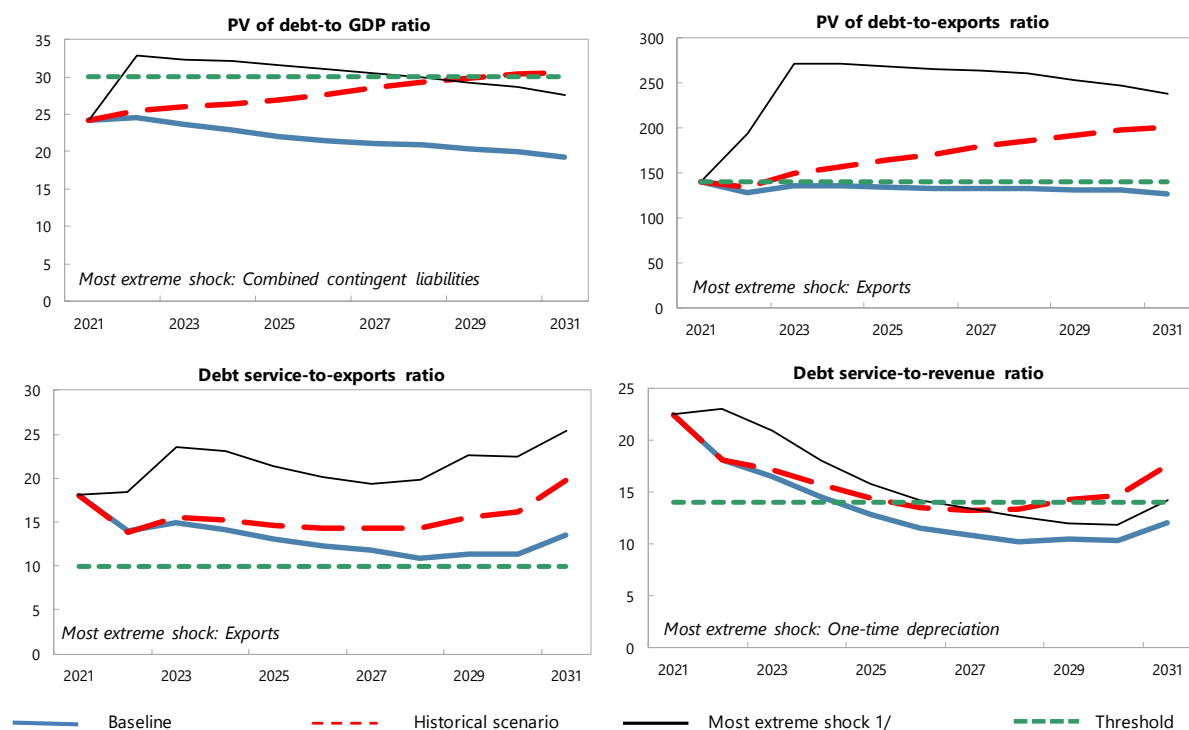 PV of debt-to GDP ratio
35
30
25
20
15
10
5
0
Most extreme shock: Combined contingent liabilities
2021 2023 2025 2027 2029 2031
PV of debt-to-exports ratio
300
250
200
150
100
50
0
Most extreme shock: Exports
2021 2023 2025 2027 2029 2031
Debt service-to-exports ratio
30
25
20
15
10
5
0
Most extreme shock: Exports
2021 2023 2025 2027 2029 2031
Debt service-to-revenue ratio
25
20
15
10
5
0
Most extreme shock: One-time depreciation
2021 2023 2025 2027 2029 2031
Baseline Historical scenario Most extreme shock 1/ Threshold